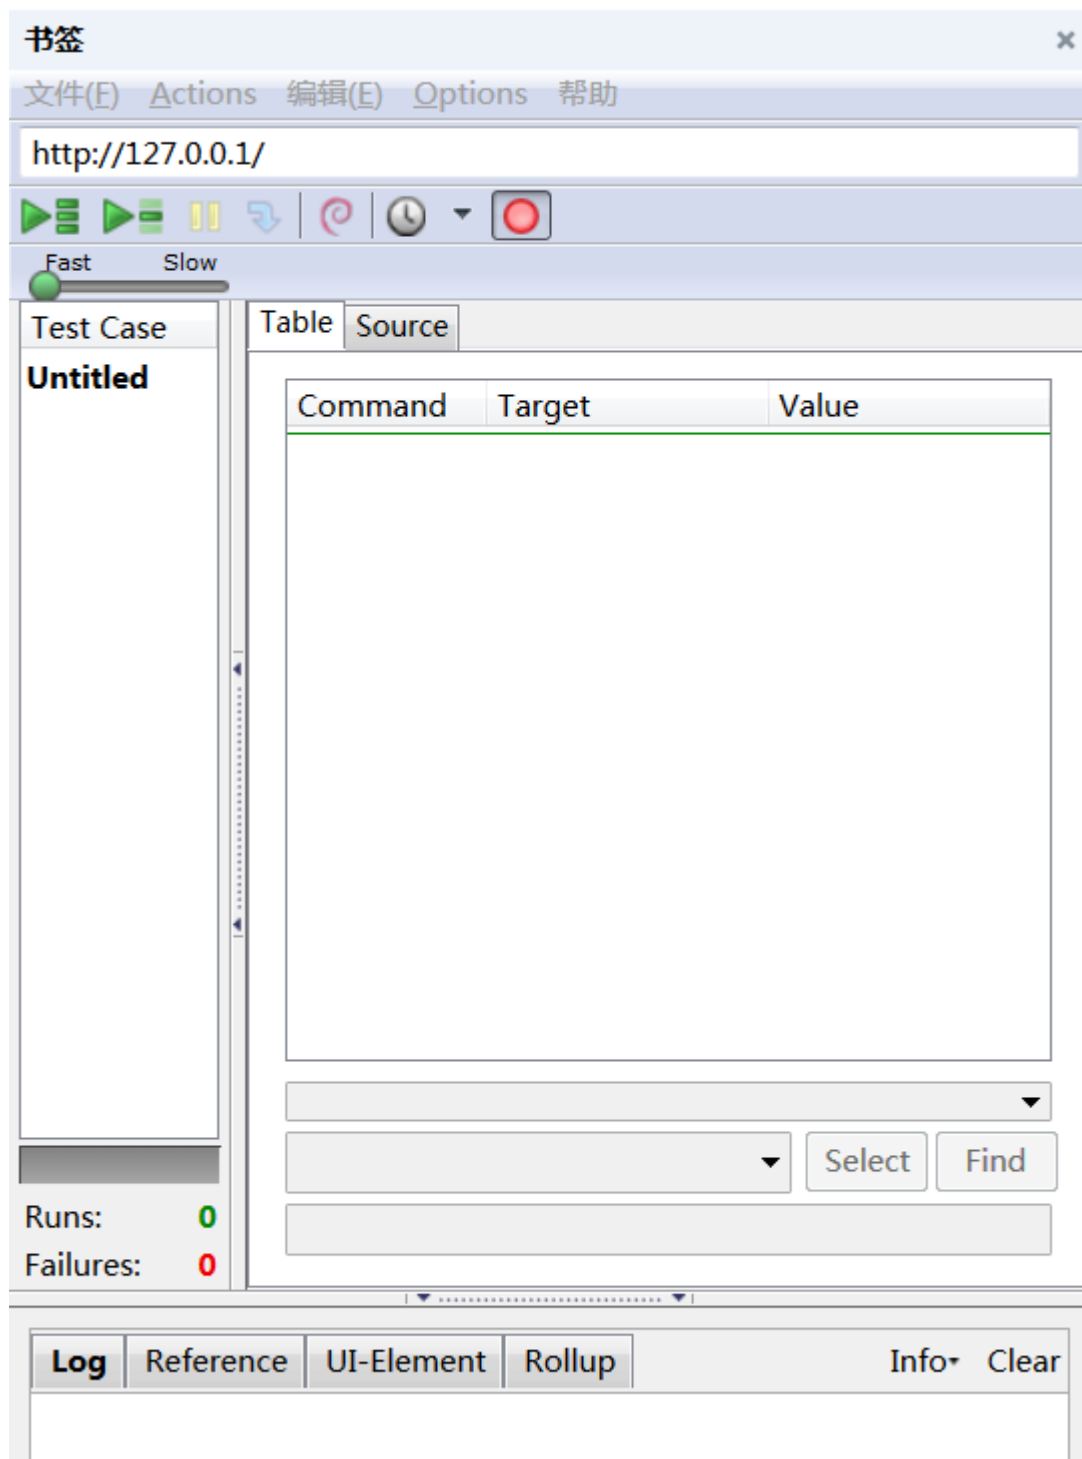 书签
文件(F) Actions 编辑(E) Options 帮助
http://127.0.0.1/
Fast Slow
Test Case
Untitled
Table Source
Command Target Value
Select Find
Runs: 0
Failures: 0
Log Reference UI-Element Rollup Info Clear